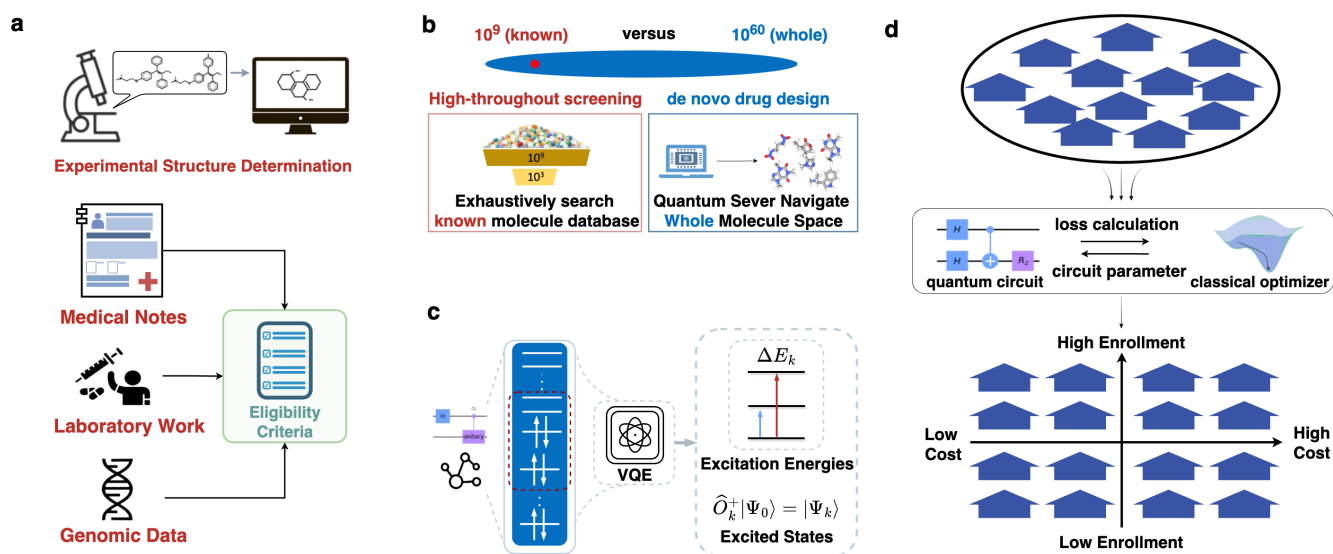 a
Experimental Structure Determination
Medical Notes
Laboratory Work
Genomic Data
Eligibility
Criteria
b
10⁹ (known) versus 10⁶⁰ (whole)
High-throughout screening
de novo drug design
10⁹
10³
Exhaustively search
known molecule database
Quantum Sever Navigate
Whole Molecule Space
c
H
unitary
VQE
ΔE_k
Excitation Energies
Ô_k^+|Ψ_0⟩ = |Ψ_k⟩
Excited States
d
H
H
R_z
quantum circuit
loss calculation
circuit parameter
classical optimizer
High Enrollment
Low
Cost
High
Cost
Low Enrollment